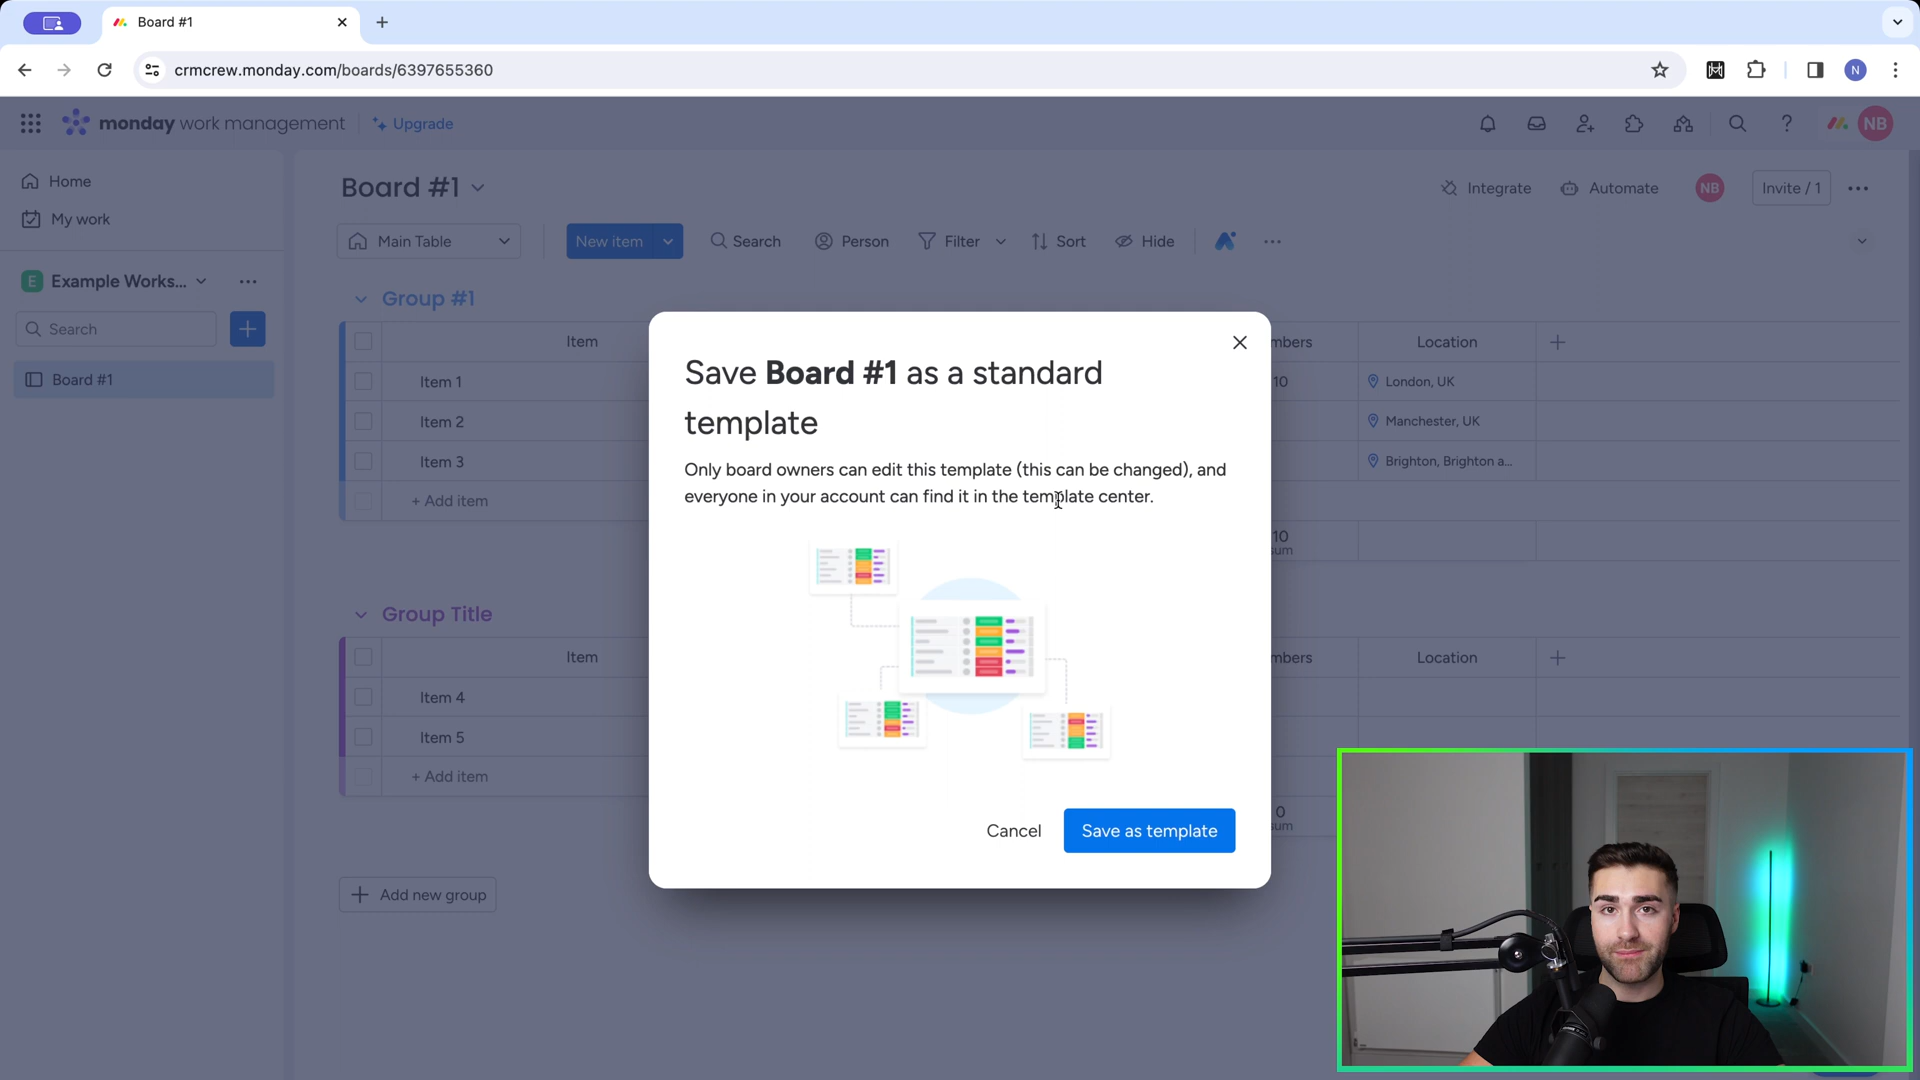 Board #1
crmcrew.monday.com/boards/6397655360
N
monday work management
Upgrade
NB
Home
My work
E
Example Works...
Search
Board #1
Board #1
Integrate
Automate
NB
Invite / 1
Main Table
New item
Search
Person
Filter
Sort
Hide
Group #1
Item
Location
Item 1
10
London, UK
Item 2
Manchester, UK
Item 3
Brighton, Brighton a...
+ Add item
10
Group Title
Item
Location
Item 4
Item 5
+ Add item
0
Add new group
Save Board #1 as a standard
template
Only board owners can edit this template (this can be changed), and
everyone in your account can find it in the template center.
Cancel
Save as template